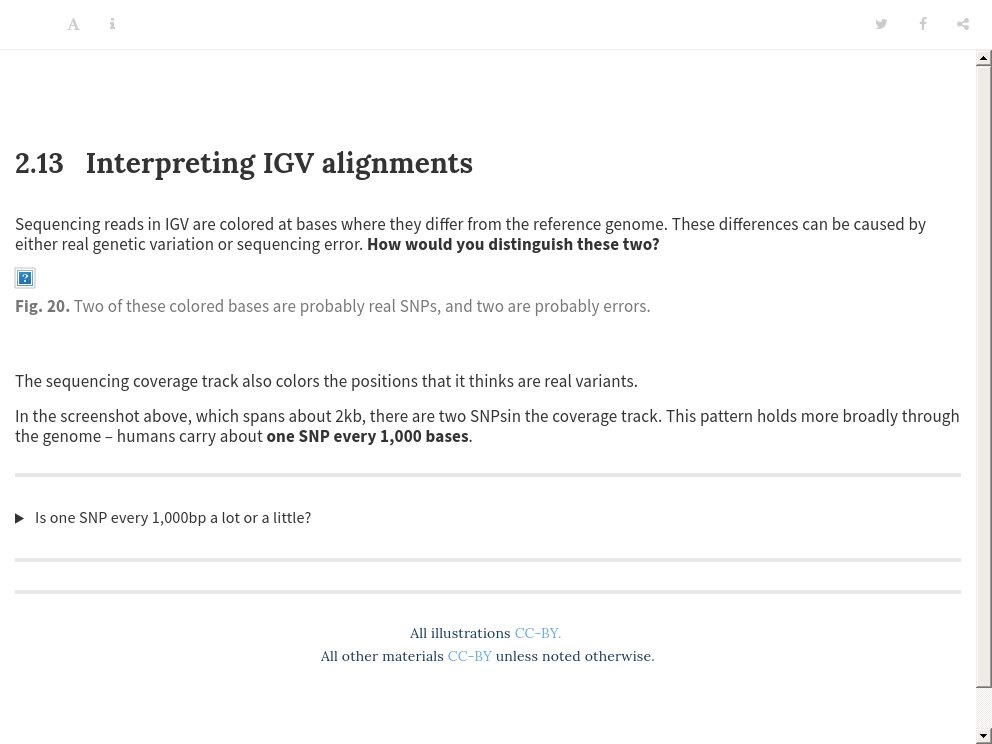 A i
2.13 Interpreting IGV alignments
Sequencing reads in IGV are colored at bases where they differ from the reference genome. These differences can be caused by
either real genetic variation or sequencing error. How would you distinguish these two?
?
Fig. 20. Two of these colored bases are probably real SNPs, and two are probably errors.
The sequencing coverage track also colors the positions that it thinks are real variants.
In the screenshot above, which spans about 2kb, there are two SNPsin the coverage track. This pattern holds more broadly through
the genome – humans carry about one SNP every 1,000 bases.
Is one SNP every 1,000bp a lot or a little?
All illustrations CC-BY.
All other materials CC-BY unless noted otherwise.